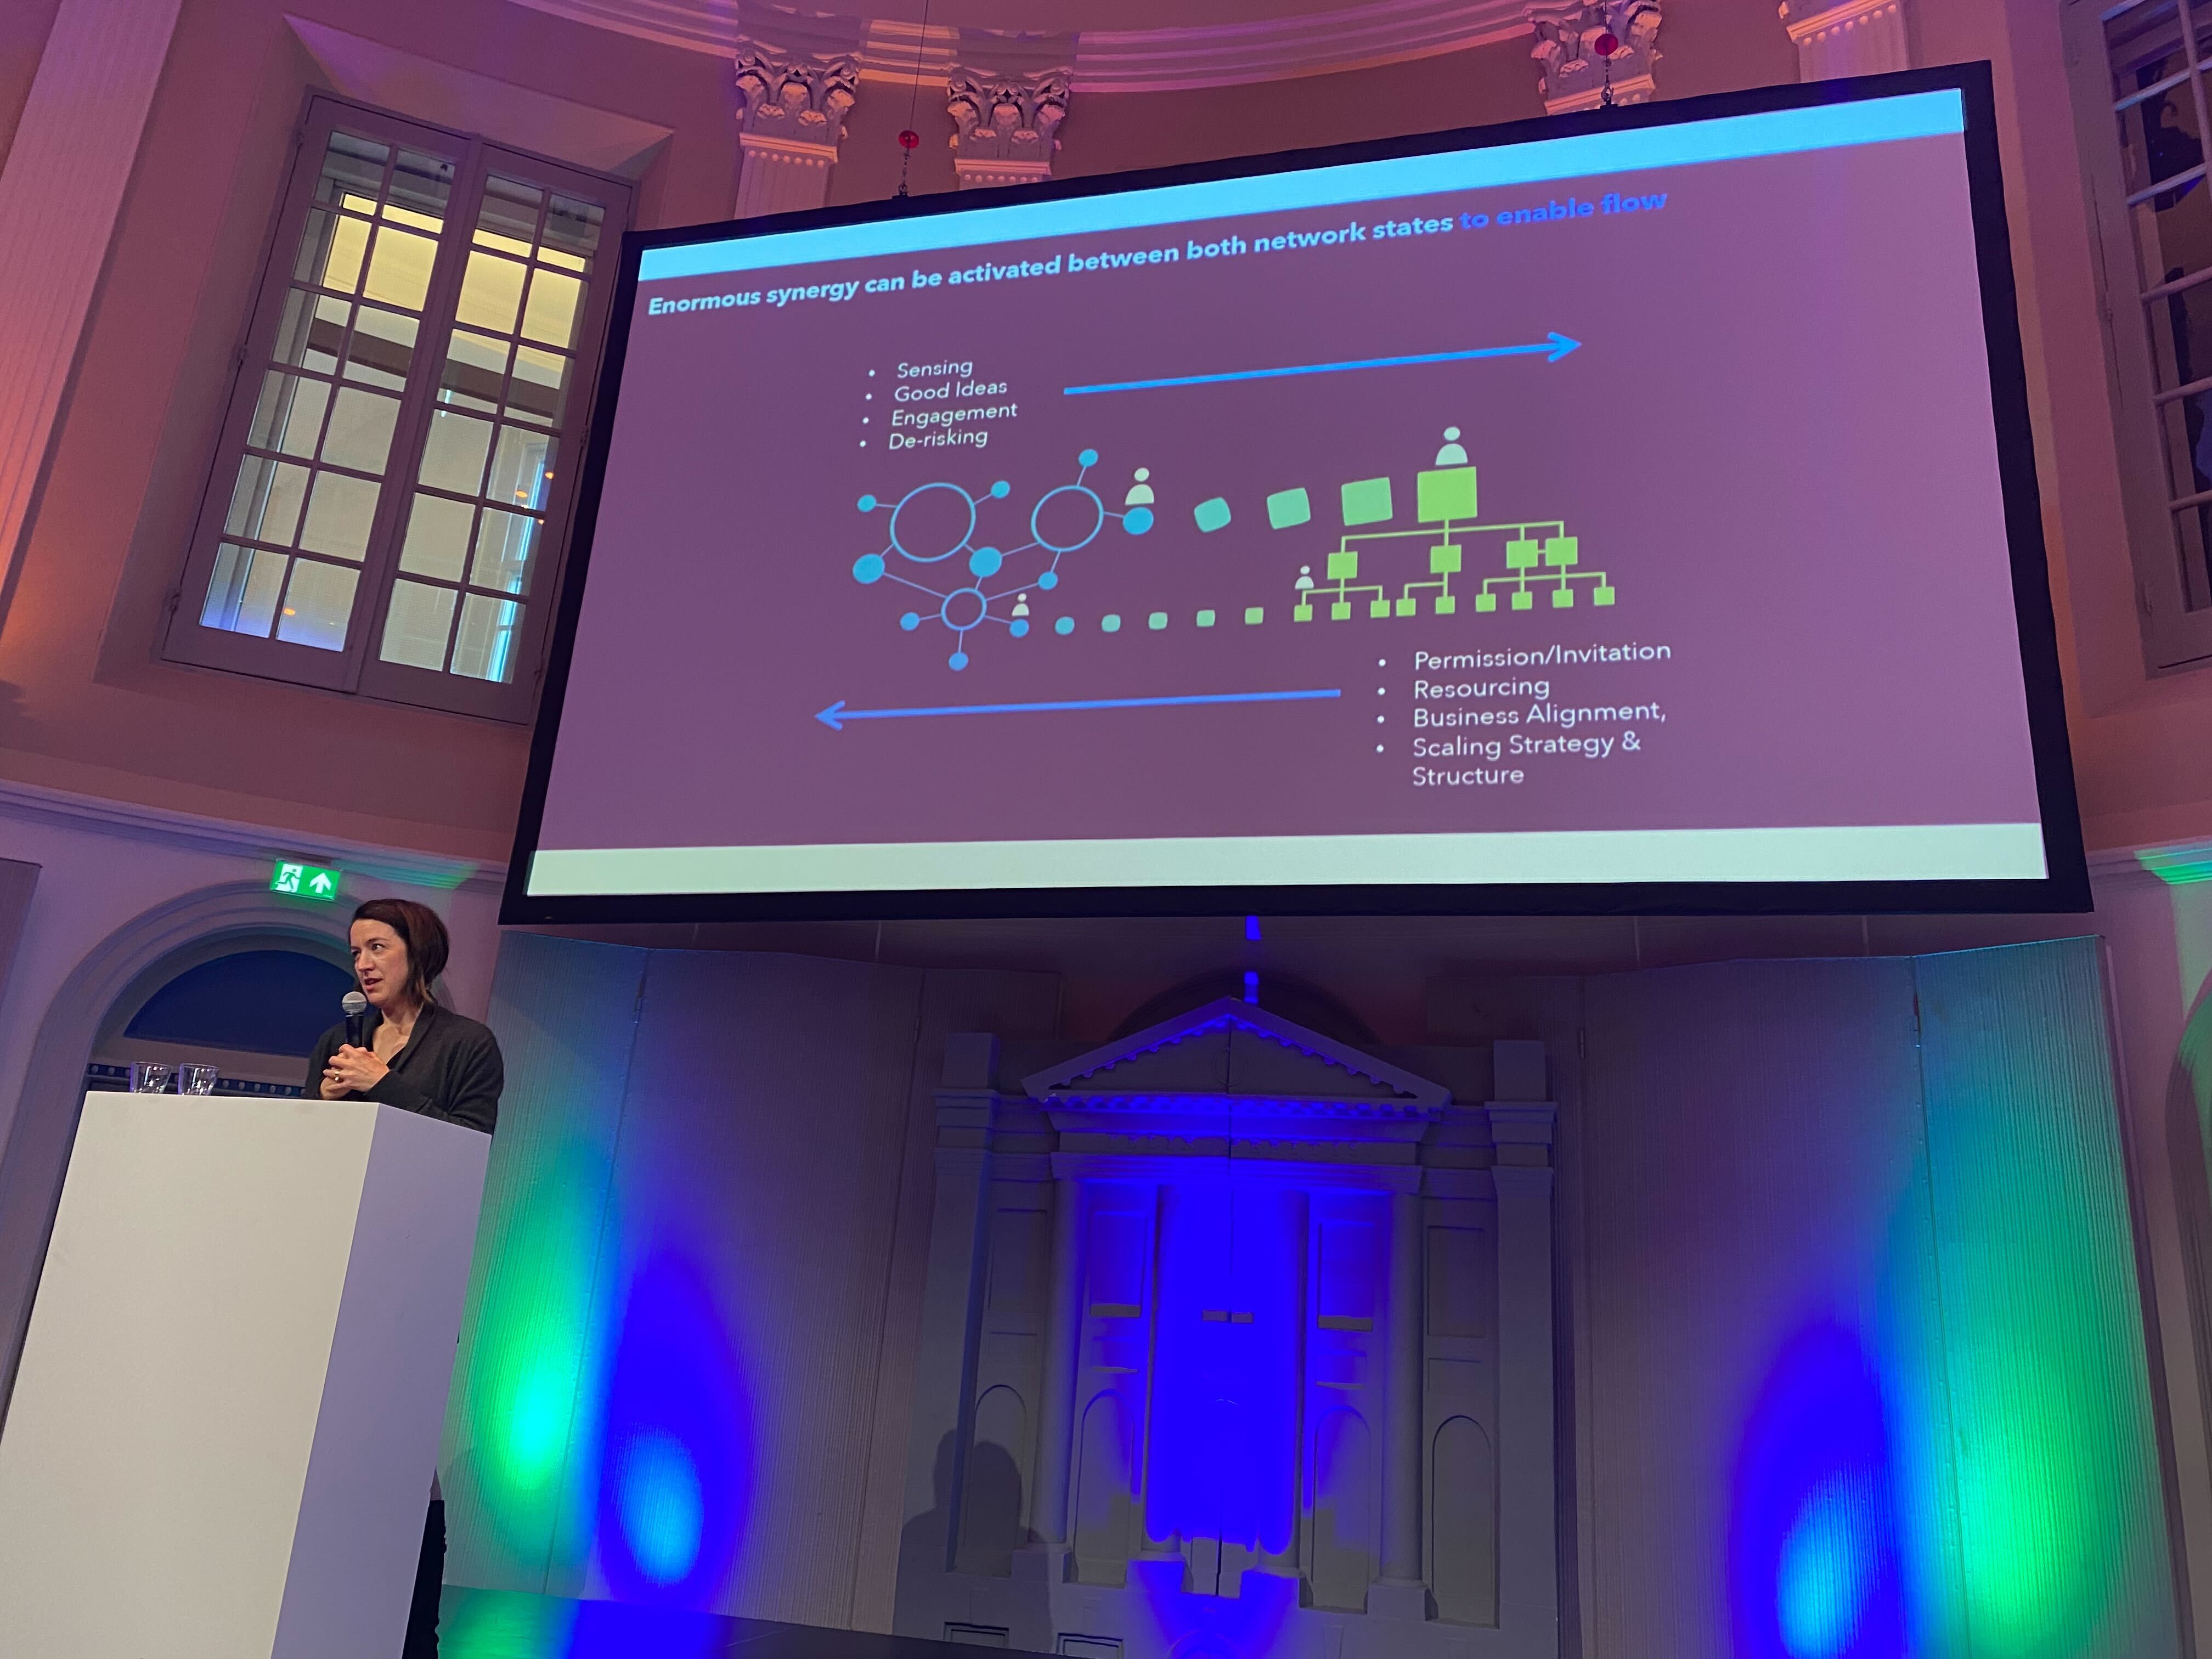 Enormous synergy can be activated between both network states to enable flow
• Sensing
• Good Ideas
• Engagement
• De-risking
• Permission/Invitation
• Resourcing
• Business Alignment,
• Scaling Strategy &
Structure